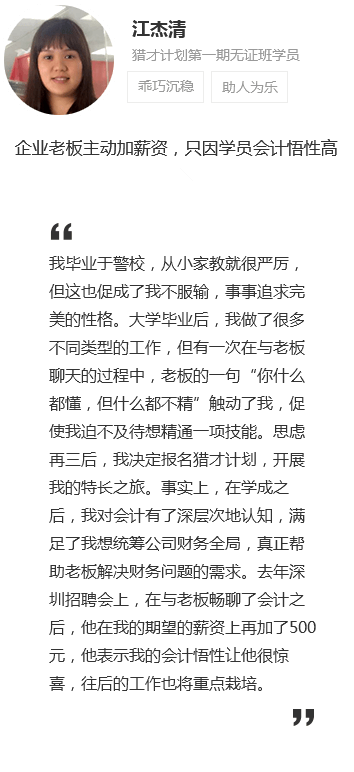 江杰清
猎才计划第一期无证班学员
乖巧沉稳 助人为乐
企业老板主动加薪资，只因学员会计悟性高
“
我毕业于警校，从小家教就很严厉，
但这也促成了我不服输，事事追求完
美的性格。大学毕业后，我做了很多
不同类型的工作，但有一次在与老板
聊天的过程中，老板的一句“你什么
都懂，但什么都不精”触动了我，促
使我迫不及待想精通一项技能。思虑
再三后，我决定报名猎才计划，开展
我的特长之旅。事实上，在学成之
后，我对会计有了深层次地认知，满
足了我想统筹公司财务全局，真正帮
助老板解决财务问题的需求。去年深
圳招聘会上，在与老板畅聊了会计之
后，他在我的期望的薪资上再加了500
元，他表示我的会计悟性让他很惊
喜，往后的工作也将重点栽培。
”